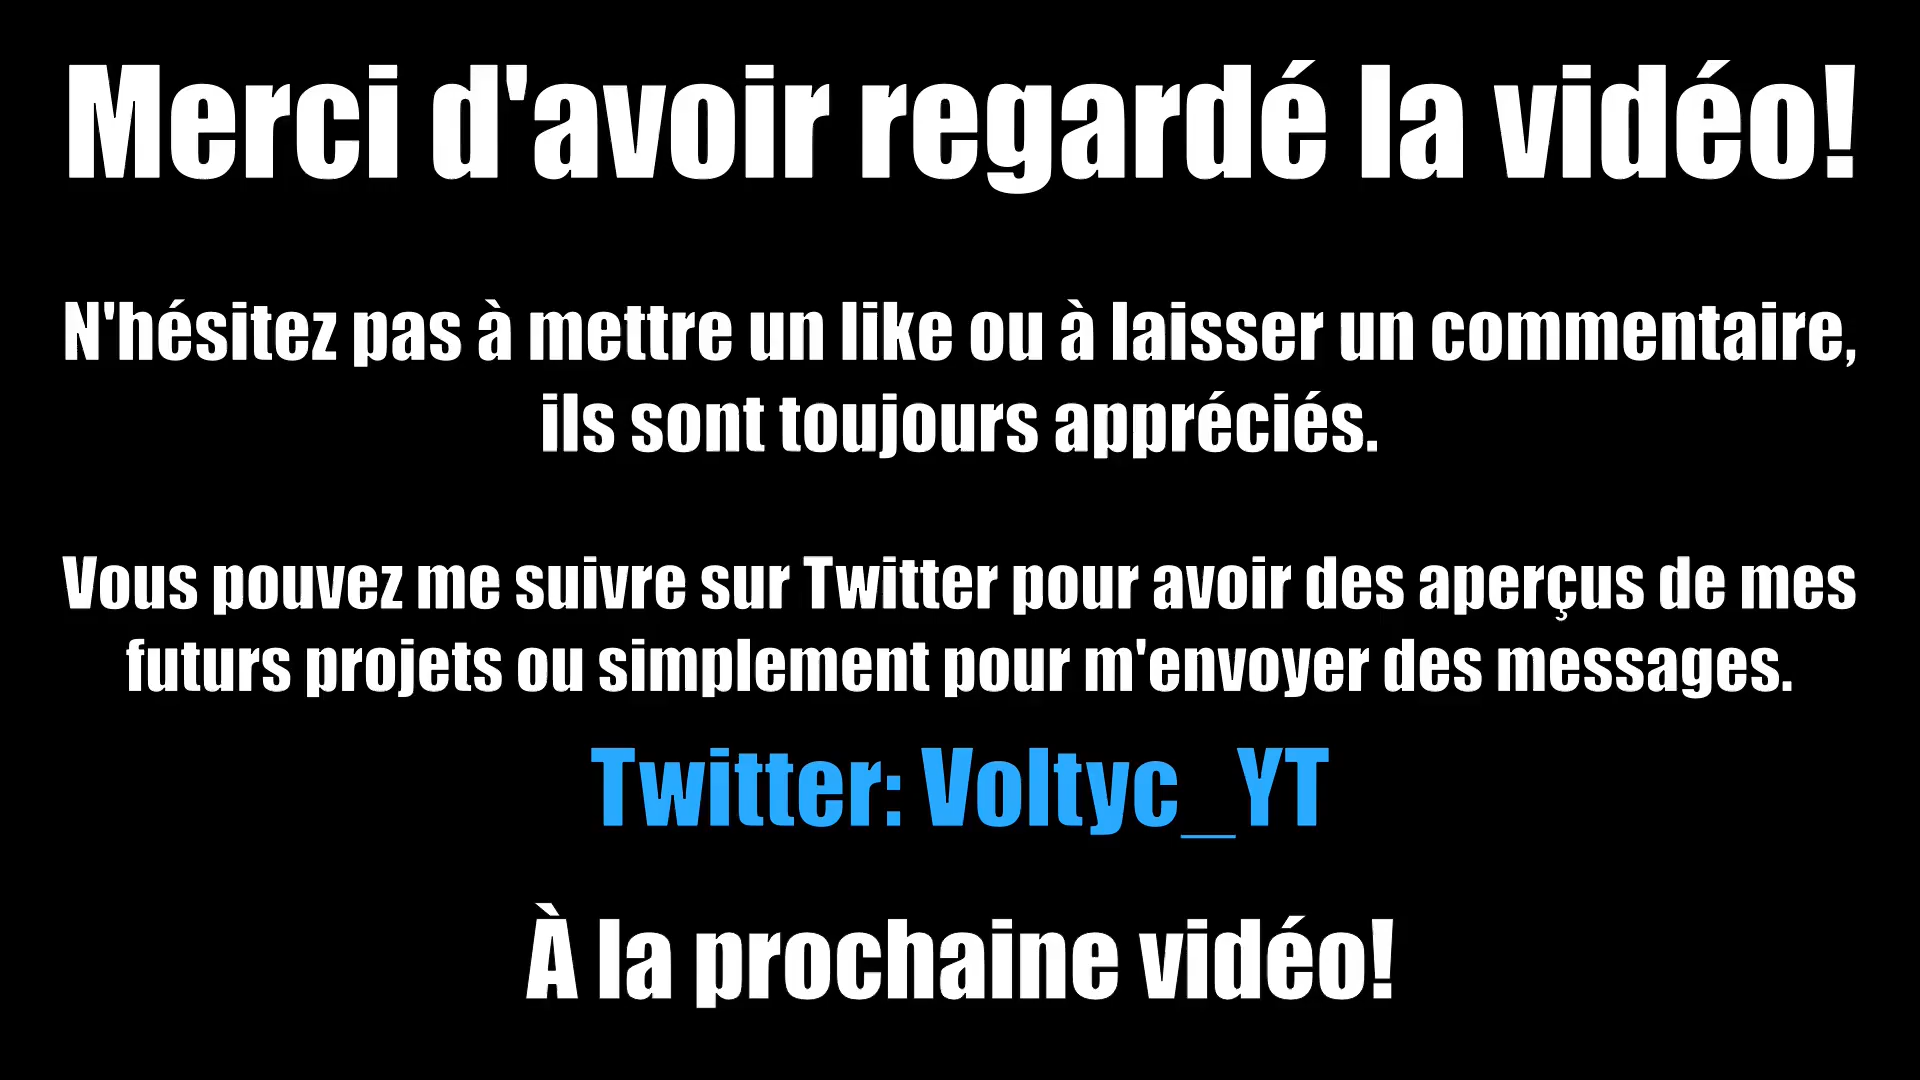 Merci d'avoir regardé la vidéo!
N'hésitez pas à mettre un like ou à laisser un commentaire,
ils sont toujours appréciés.
Vous pouvez me suivre sur Twitter pour avoir des aperçus de mes
futurs projets ou simplement pour m'envoyer des messages.
Twitter: Voltyc_YT
À la prochaine vidéo!